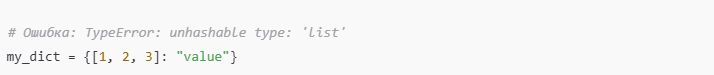 # Ошибка: TypeError: unhashable type: 'list'
my_dict = {[1, 2, 3]: "value"}